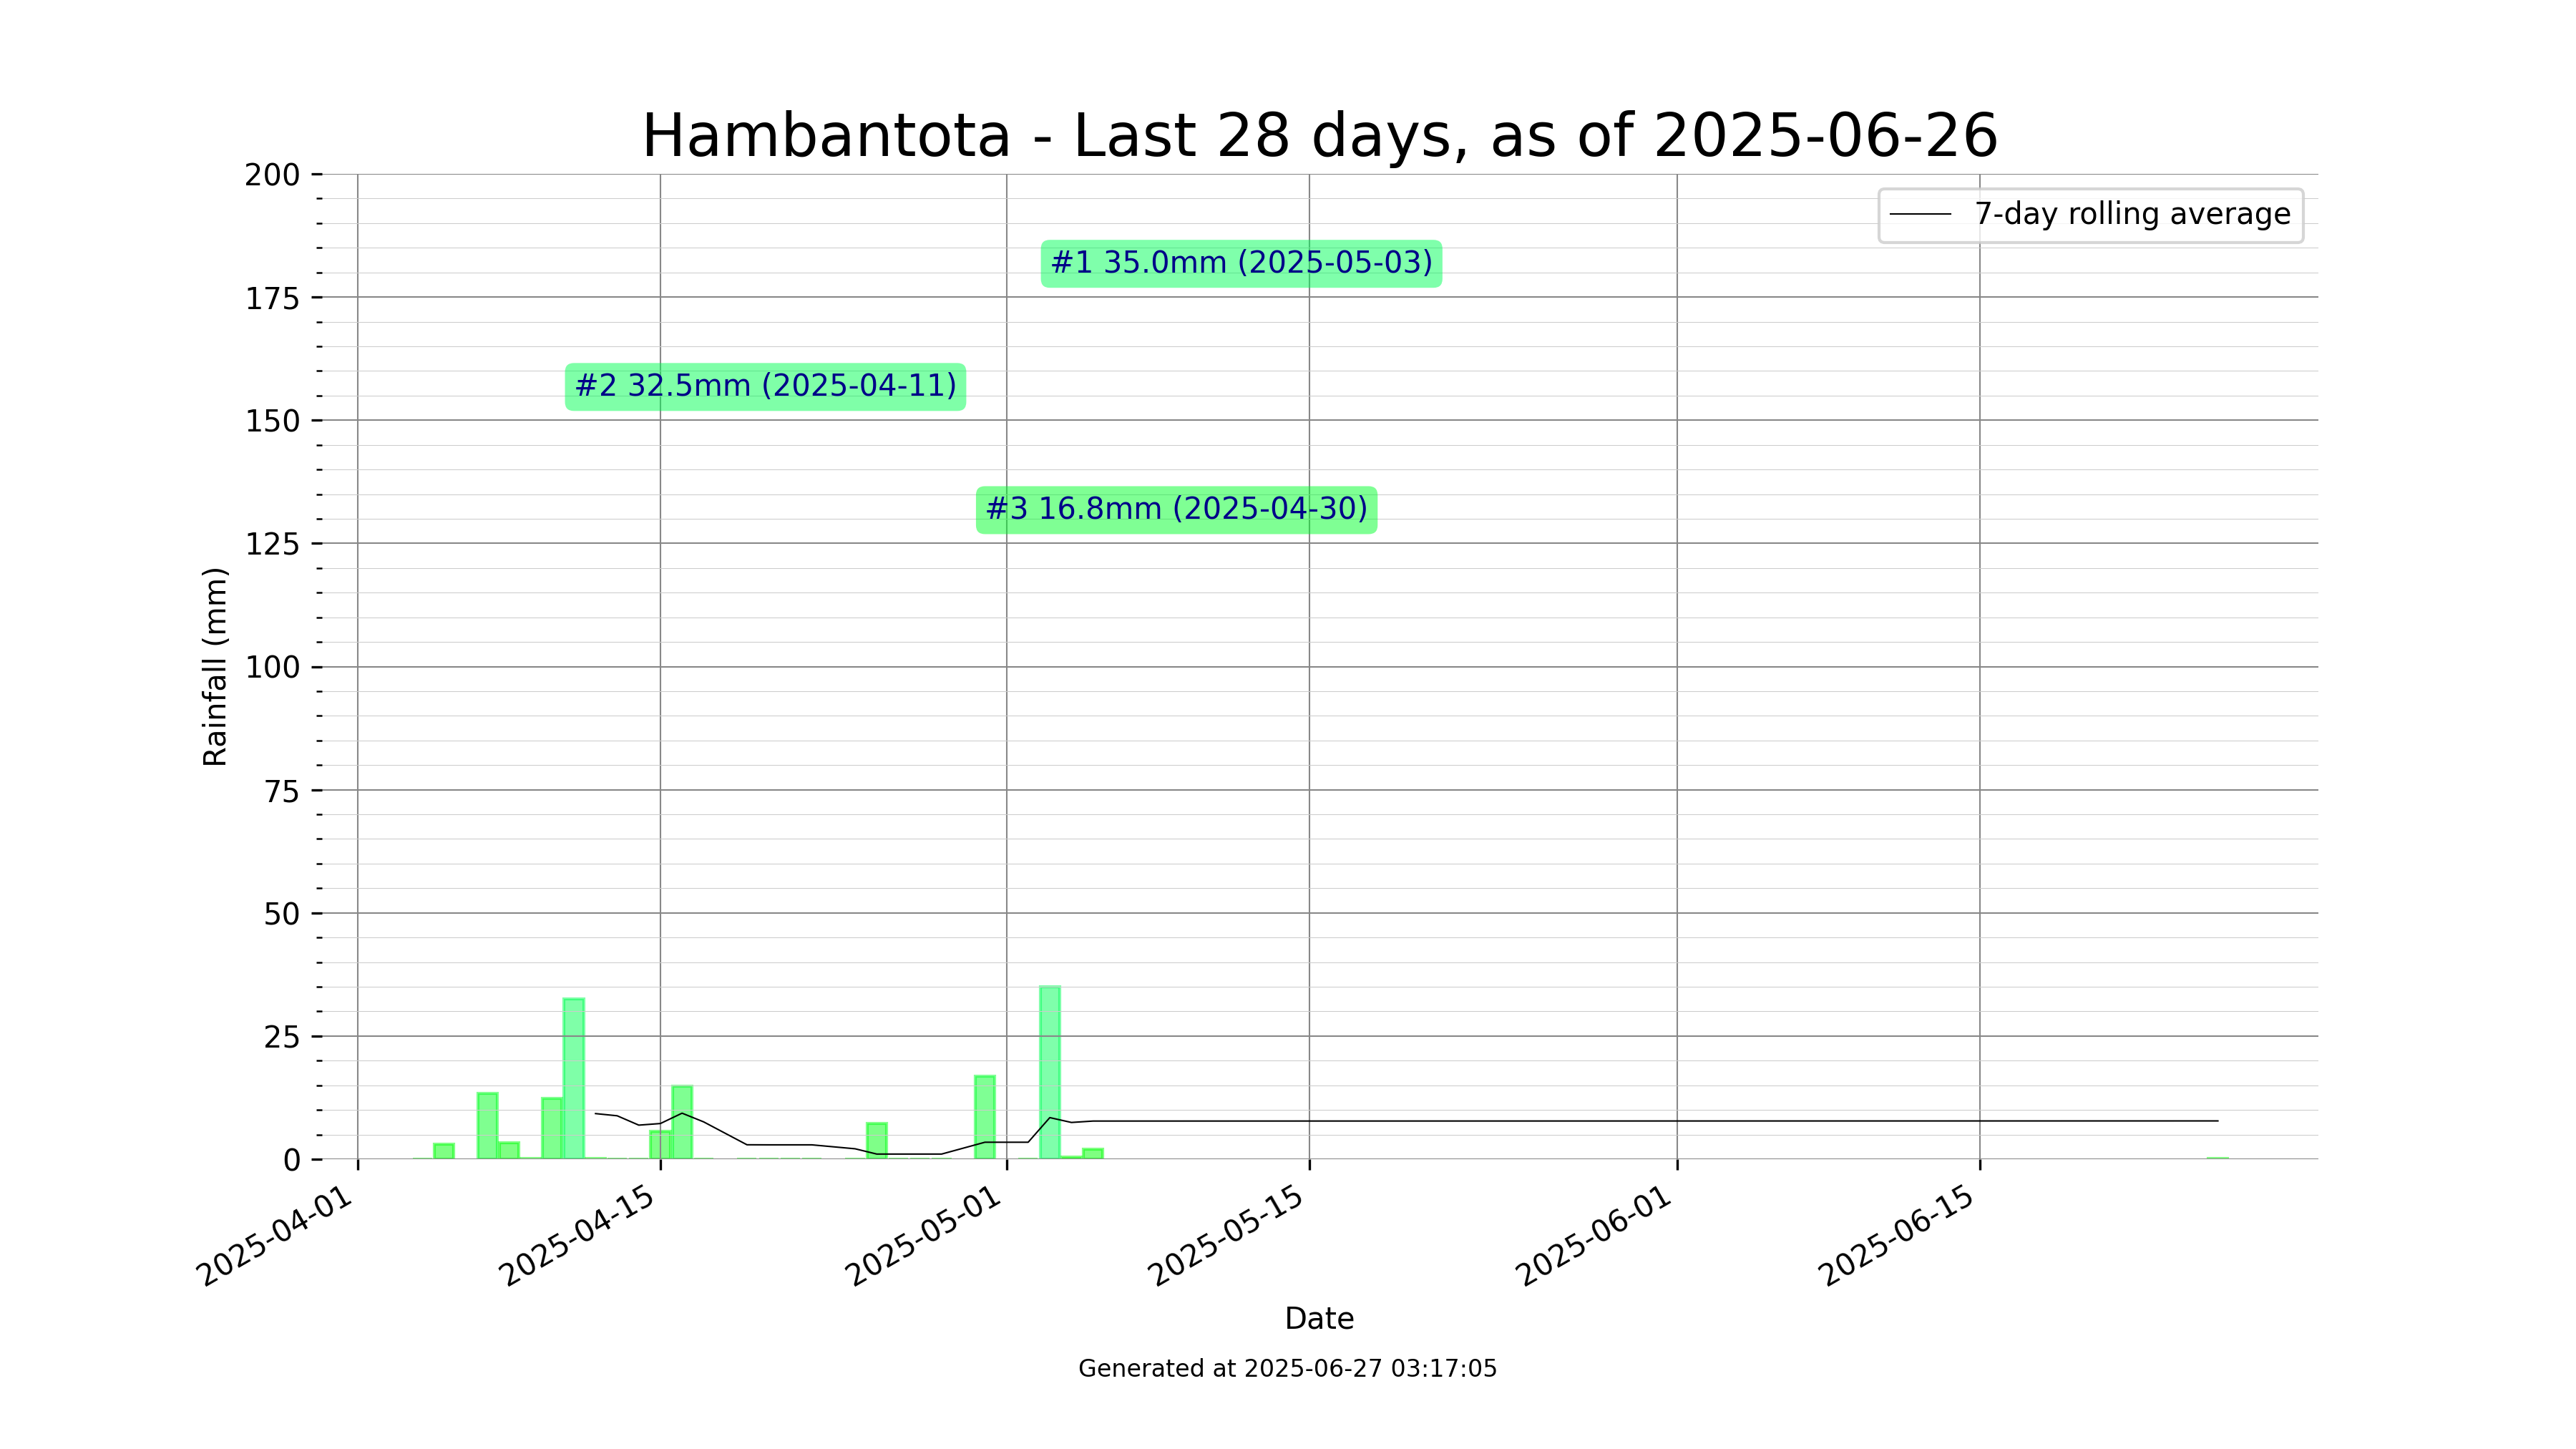 Hambantota - Last 28 days, as of 2025-06-26
7-day rolling average
#1 35.0mm (2025-05-03)
#2 32.5mm (2025-04-11)
#3 16.8mm (2025-04-30)
Rainfall (mm)
200
175
150
125
100
75
50
25
0
2025-04-01
2025-04-15
2025-05-01
2025-05-15
2025-06-01
2025-06-15
Date
Generated at 2025-06-27 03:17:05